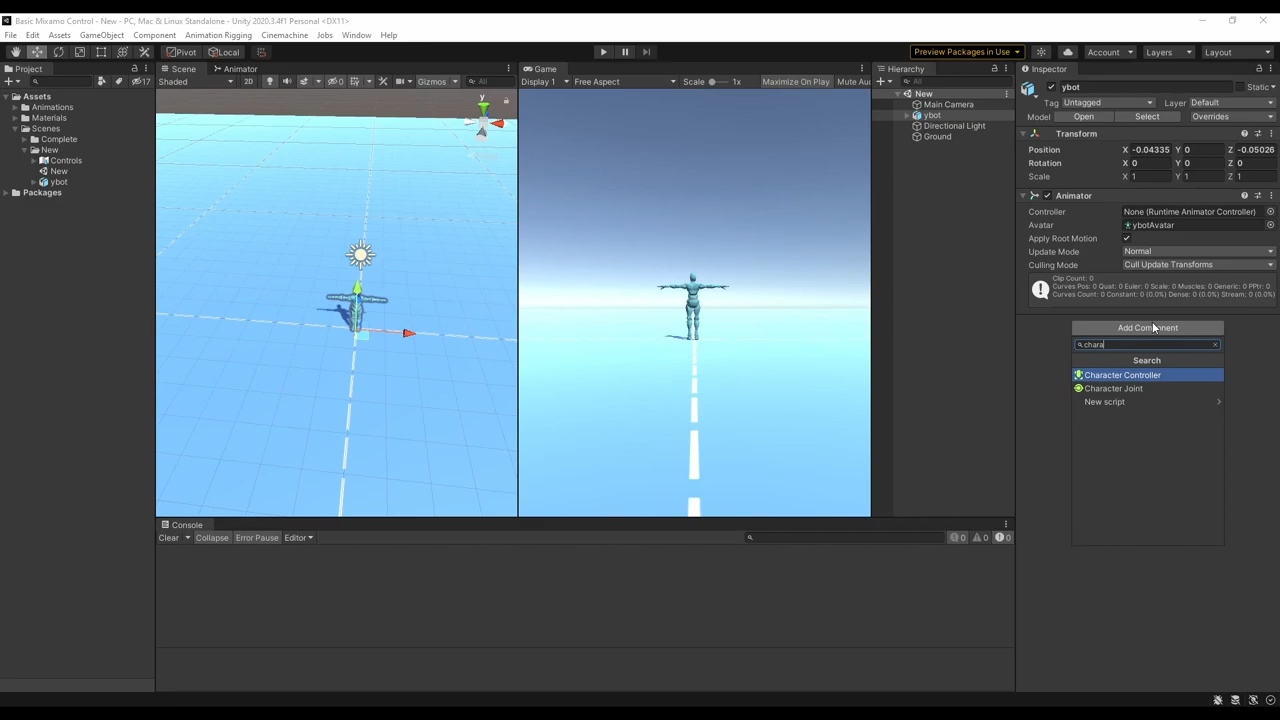 Basic Mixamo Control - New - PC, Mac & Linux Standalone - Unity 2020.3.4f1 Personal <DX11>
File Edit Assets GameObject Component Animation Rigging Cinemachine Jobs Window Help
Pivot Local Preview Packages in Use Account Layers Layout
Project
17
Assets
Animations
Materials
Scenes
Complete
New
Controls
New
ybot
Packages
Scene Animator
Shaded 2D 0 Gizmos All
y
Game
Display 1 Free Aspect Scale 1x Maximize On Play Mute Au
Hierarchy
All
New
Main Camera
ybot
Directional Light
Ground
Inspector
ybot Static
Tag Untagged Layer Default
Model Open Select Overrides
Transform
Position X -0.04335 Y 0 Z -0.05026
Rotation X 0 Y 0 Z 0
Scale X 1 Y 1 Z 1
Animator
Controller None (Runtime Animator Controller)
Avatar ybotAvatar
Apply Root Motion
Update Mode Normal
Culling Mode Cull Update Transforms
Clip Count: 0
Curves Pos: 0 Quat: 0 Euler: 0 Scale: 0 Muscles: 0 Generic: 0 PPtr: 0
Curves Count: 0 Constant: 0 (0.0%) Dense: 0 (0.0%) Stream: 0 (0.0%)
Add Component
chara
Search
Character Controller
Character Joint
New script
Console
Clear Collapse Error Pause Editor 0 0 0